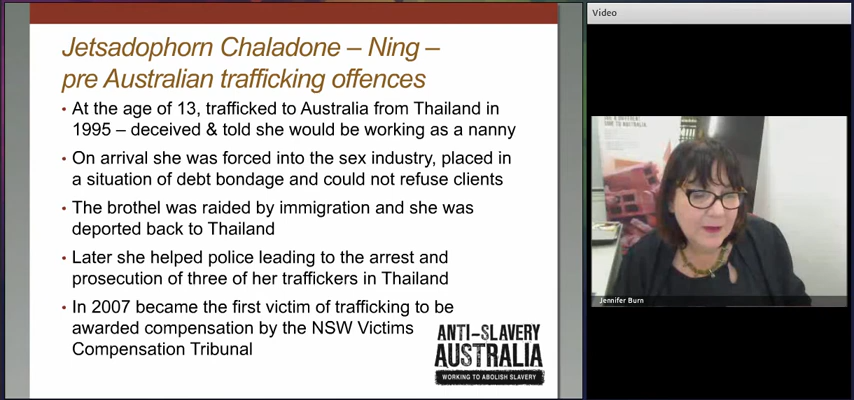 Jetsadophorn Chaladone – Ning –
pre Australian trafficking offences
• At the age of 13, trafficked to Australia from Thailand in
1995 – deceived & told she would be working as a nanny
• On arrival she was forced into the sex industry, placed in
a situation of debt bondage and could not refuse clients
• The brothel was raided by immigration and she was
deported back to Thailand
• Later she helped police leading to the arrest and
prosecution of three of her traffickers in Thailand
• In 2007 became the first victim of trafficking to be
awarded compensation by the NSW Victims
Compensation Tribunal
ANTI-SLAVERY
AUSTRALIA
WORKING TO ABOLISH SLAVERY
Video
Jennifer Burn